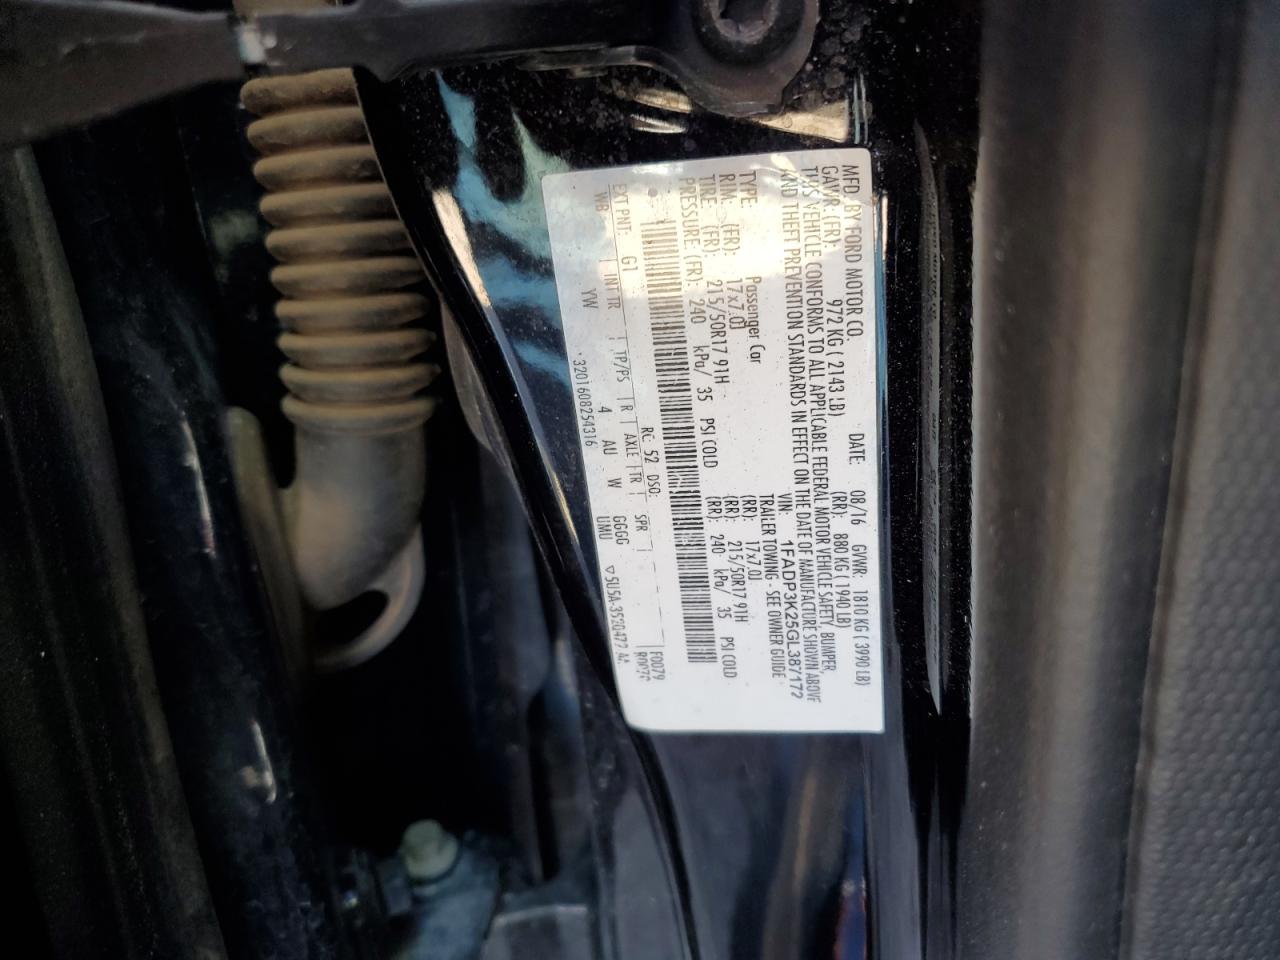 MFD. BY FORD MOTOR CO.
DATE: 08/16 GVWR: 1810 KG ( 3990 LB)
GAWR: (FR): 972 KG ( 2143 LB) (RR): 880 KG ( 1940 LB)
THIS VEHICLE CONFORMS TO ALL APPLICABLE FEDERAL MOTOR VEHICLE SAFETY, BUMPER,
AND THEFT PREVENTION STANDARDS IN EFFECT ON THE DATE OF MANUFACTURE SHOWN ABOVE
VIN: 1FADP3K25GL387172
TYPE: Passenger Car TRAILER TOWING - SEE OWNER GUIDE
RIM: (FR): 17x7.0J (RR): 17x7.0J
TIRE: (FR): 215/50R17 91H (RR): 215/50R17 91H
PRESSURE: (FR): 240 kPa/ 35 PSI COLD (RR): 240 kPa/ 35 PSI COLD
F0079
RC: 52 DSO:
EXT PNT: G1 INT TR TP/PS R AXLE TR SPR GGGG
WB YW 4 AU W UMU
*3201608254316 5U5A-3520472